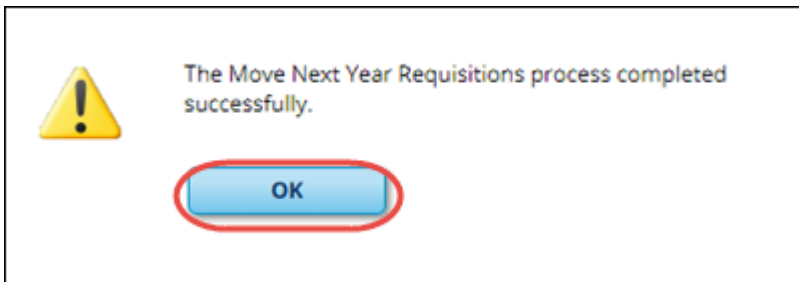 The Move Next Year Requisitions process completed
successfully.
OK